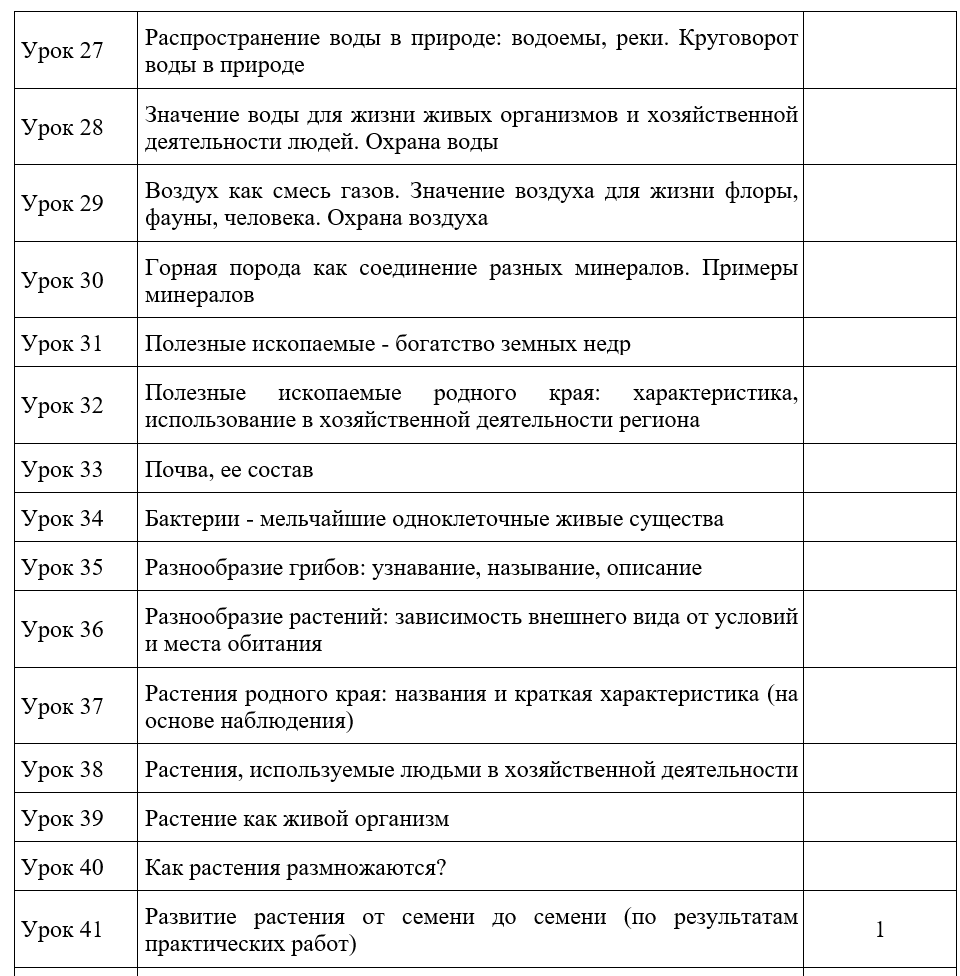 Урок 27
Распространение воды в природе: водоемы, реки. Круговорот
воды в природе
Урок 28
Значение воды для жизни живых организмов и хозяйственной
деятельности людей. Охрана воды
Урок 29
Воздух как смесь газов. Значение воздуха для жизни флоры,
фауны, человека. Охрана воздуха
Урок 30
Горная порода как соединение разных минералов. Примеры
минералов
Урок 31
Полезные ископаемые - богатство земных недр
Урок 32
Полезные ископаемые родного края: характеристика,
использование в хозяйственной деятельности региона
Урок 33
Почва, ее состав
Урок 34
Бактерии - мельчайшие одноклеточные живые существа
Урок 35
Разнообразие грибов: узнавание, называние, описание
Урок 36
Разнообразие растений: зависимость внешнего вида от условий
и места обитания
Урок 37
Растения родного края: названия и краткая характеристика (на
основе наблюдения)
Урок 38
Растения, используемые людьми в хозяйственной деятельности
Урок 39
Растение как живой организм
Урок 40
Как растения размножаются?
Урок 41
Развитие растения от семени до семени (по результатам
практических работ)
1